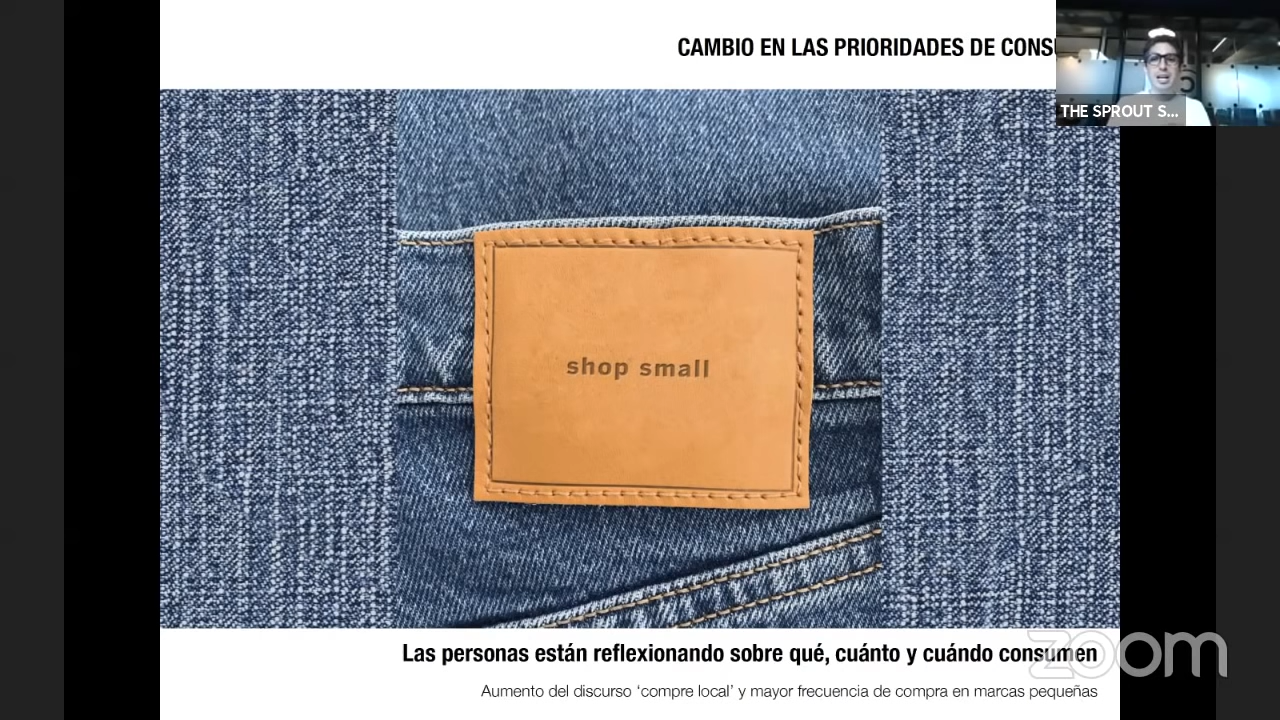 CAMBIO EN LAS PRIORIDADES DE
THE SPROUT S...
shop small
Las personas están reflexionando sobre qué, cuánto y cuándo consumen
zoom
Aumento del discurso ‘compre local’ y mayor frecuencia de compra en marcas pequeñas